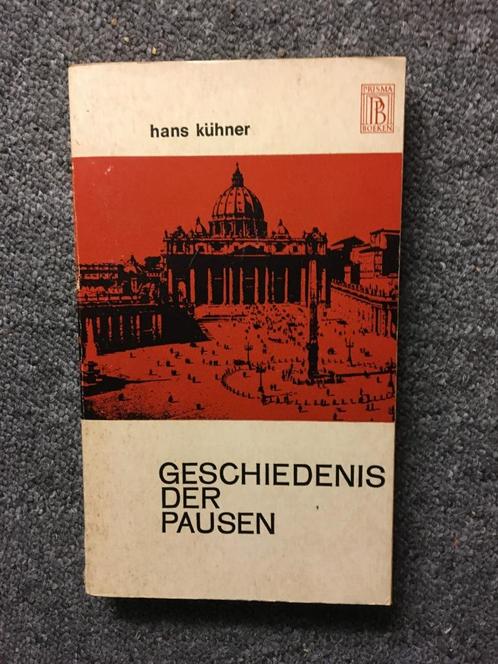 PRISMA
PB
BOEKEN
hans kühner
GESCHIEDENIS
DER
PAUSEN